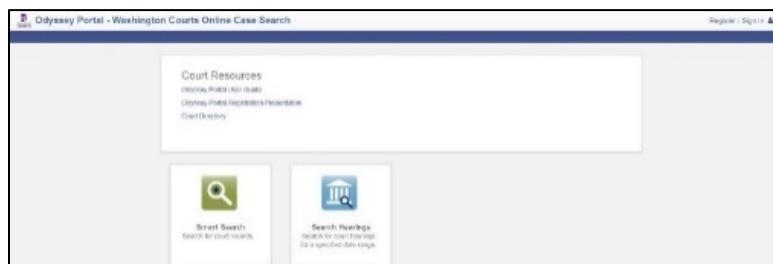 Odyssey Portal - Washington Courts Online Case Search
Register / Sign In
Court Resources
Odyssey Portal User Guide
Odyssey Portal Registration Presentation
Court Directory
Smart Search
Search for court records.
Search Hearings
Search for court hearings
for a specified date range.